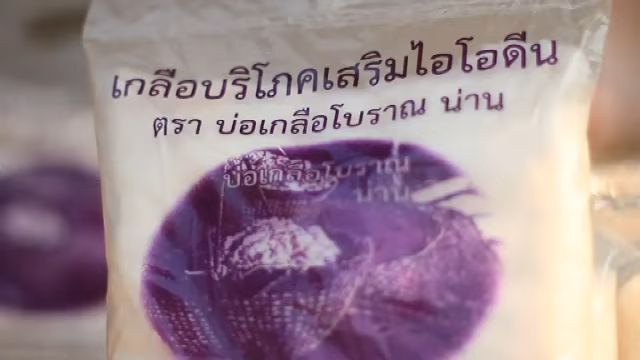 เกลือบริโภคเสริมไอโอดีน
ตรา บ่อเกลือโบราณ น่าน
บ่อเกลือโบราณ
น่าน